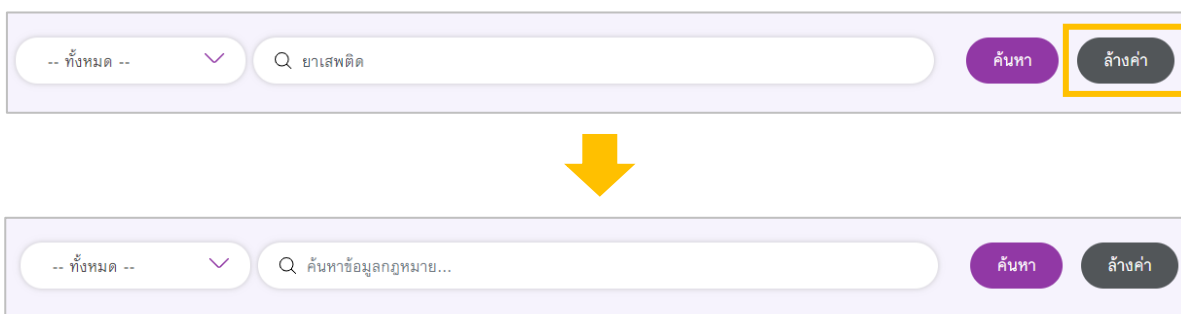 -- ทั้งหมด -- ยาเสพติด ค้นหา ล้างค่า
-- ทั้งหมด -- ค้นหาข้อมูลกฎหมาย... ค้นหา ล้างค่า